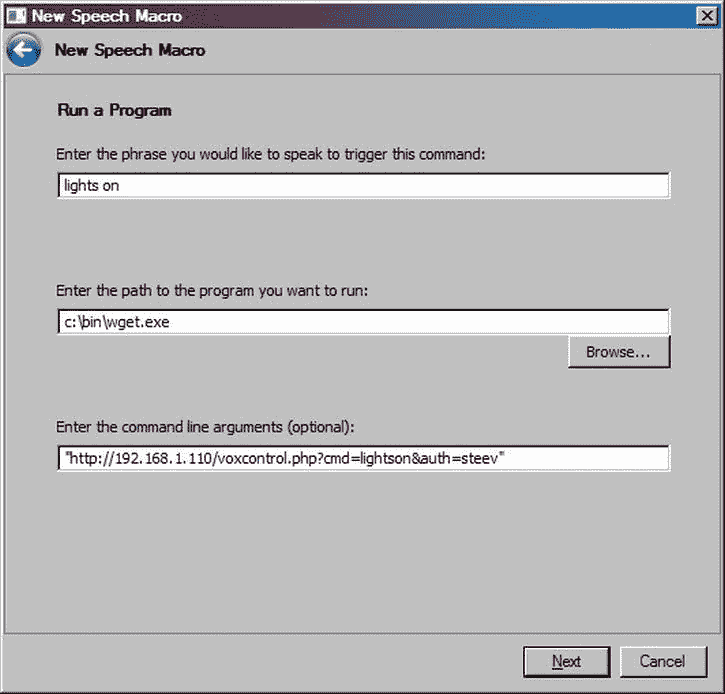 New Speech Macro
New Speech Macro
Run a Program
Enter the phrase you would like to speak to trigger this command:
lights on
Enter the path to the program you want to run:
c:\bin\wget.exe
Browse...
Enter the command line arguments (optional):
"http://192.168.1.110/voxcontrol.php?cmd=lightson&auth=steev"
Next
Cancel